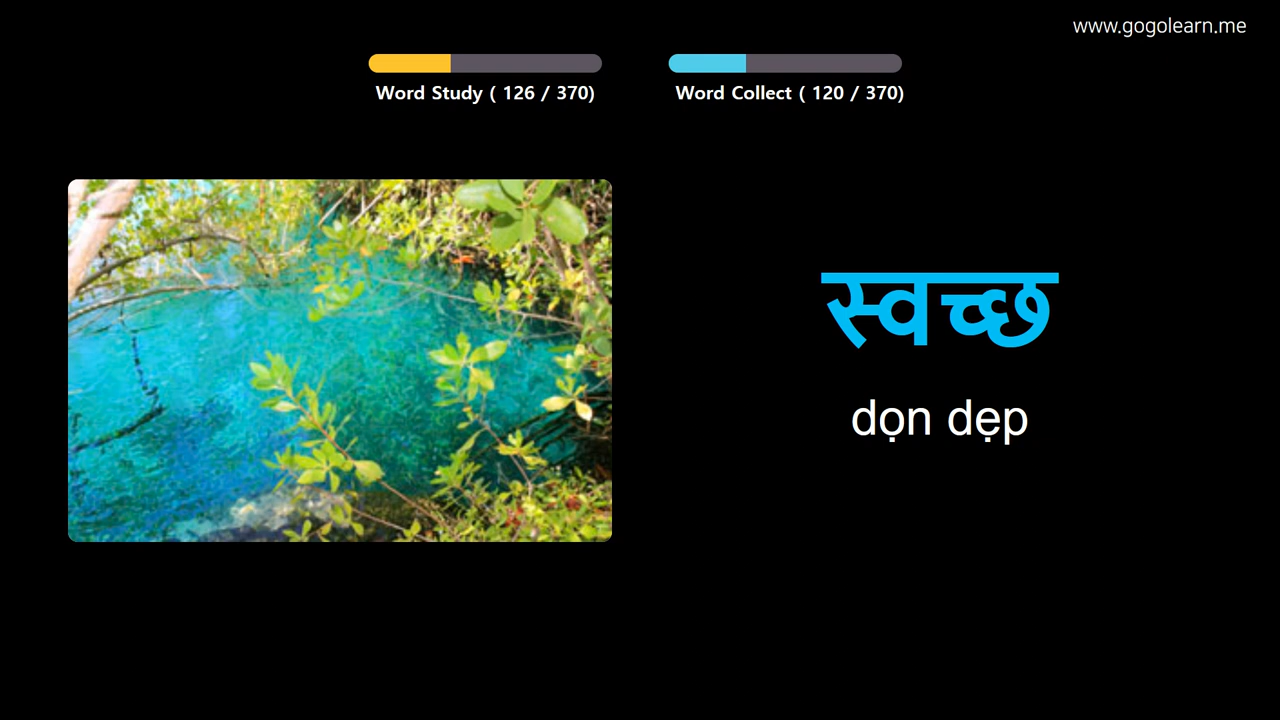 www.gogolearn.me
Word Study ( 126 / 370)
Word Collect ( 120 / 370)
स्वच्छ
dọn dẹp